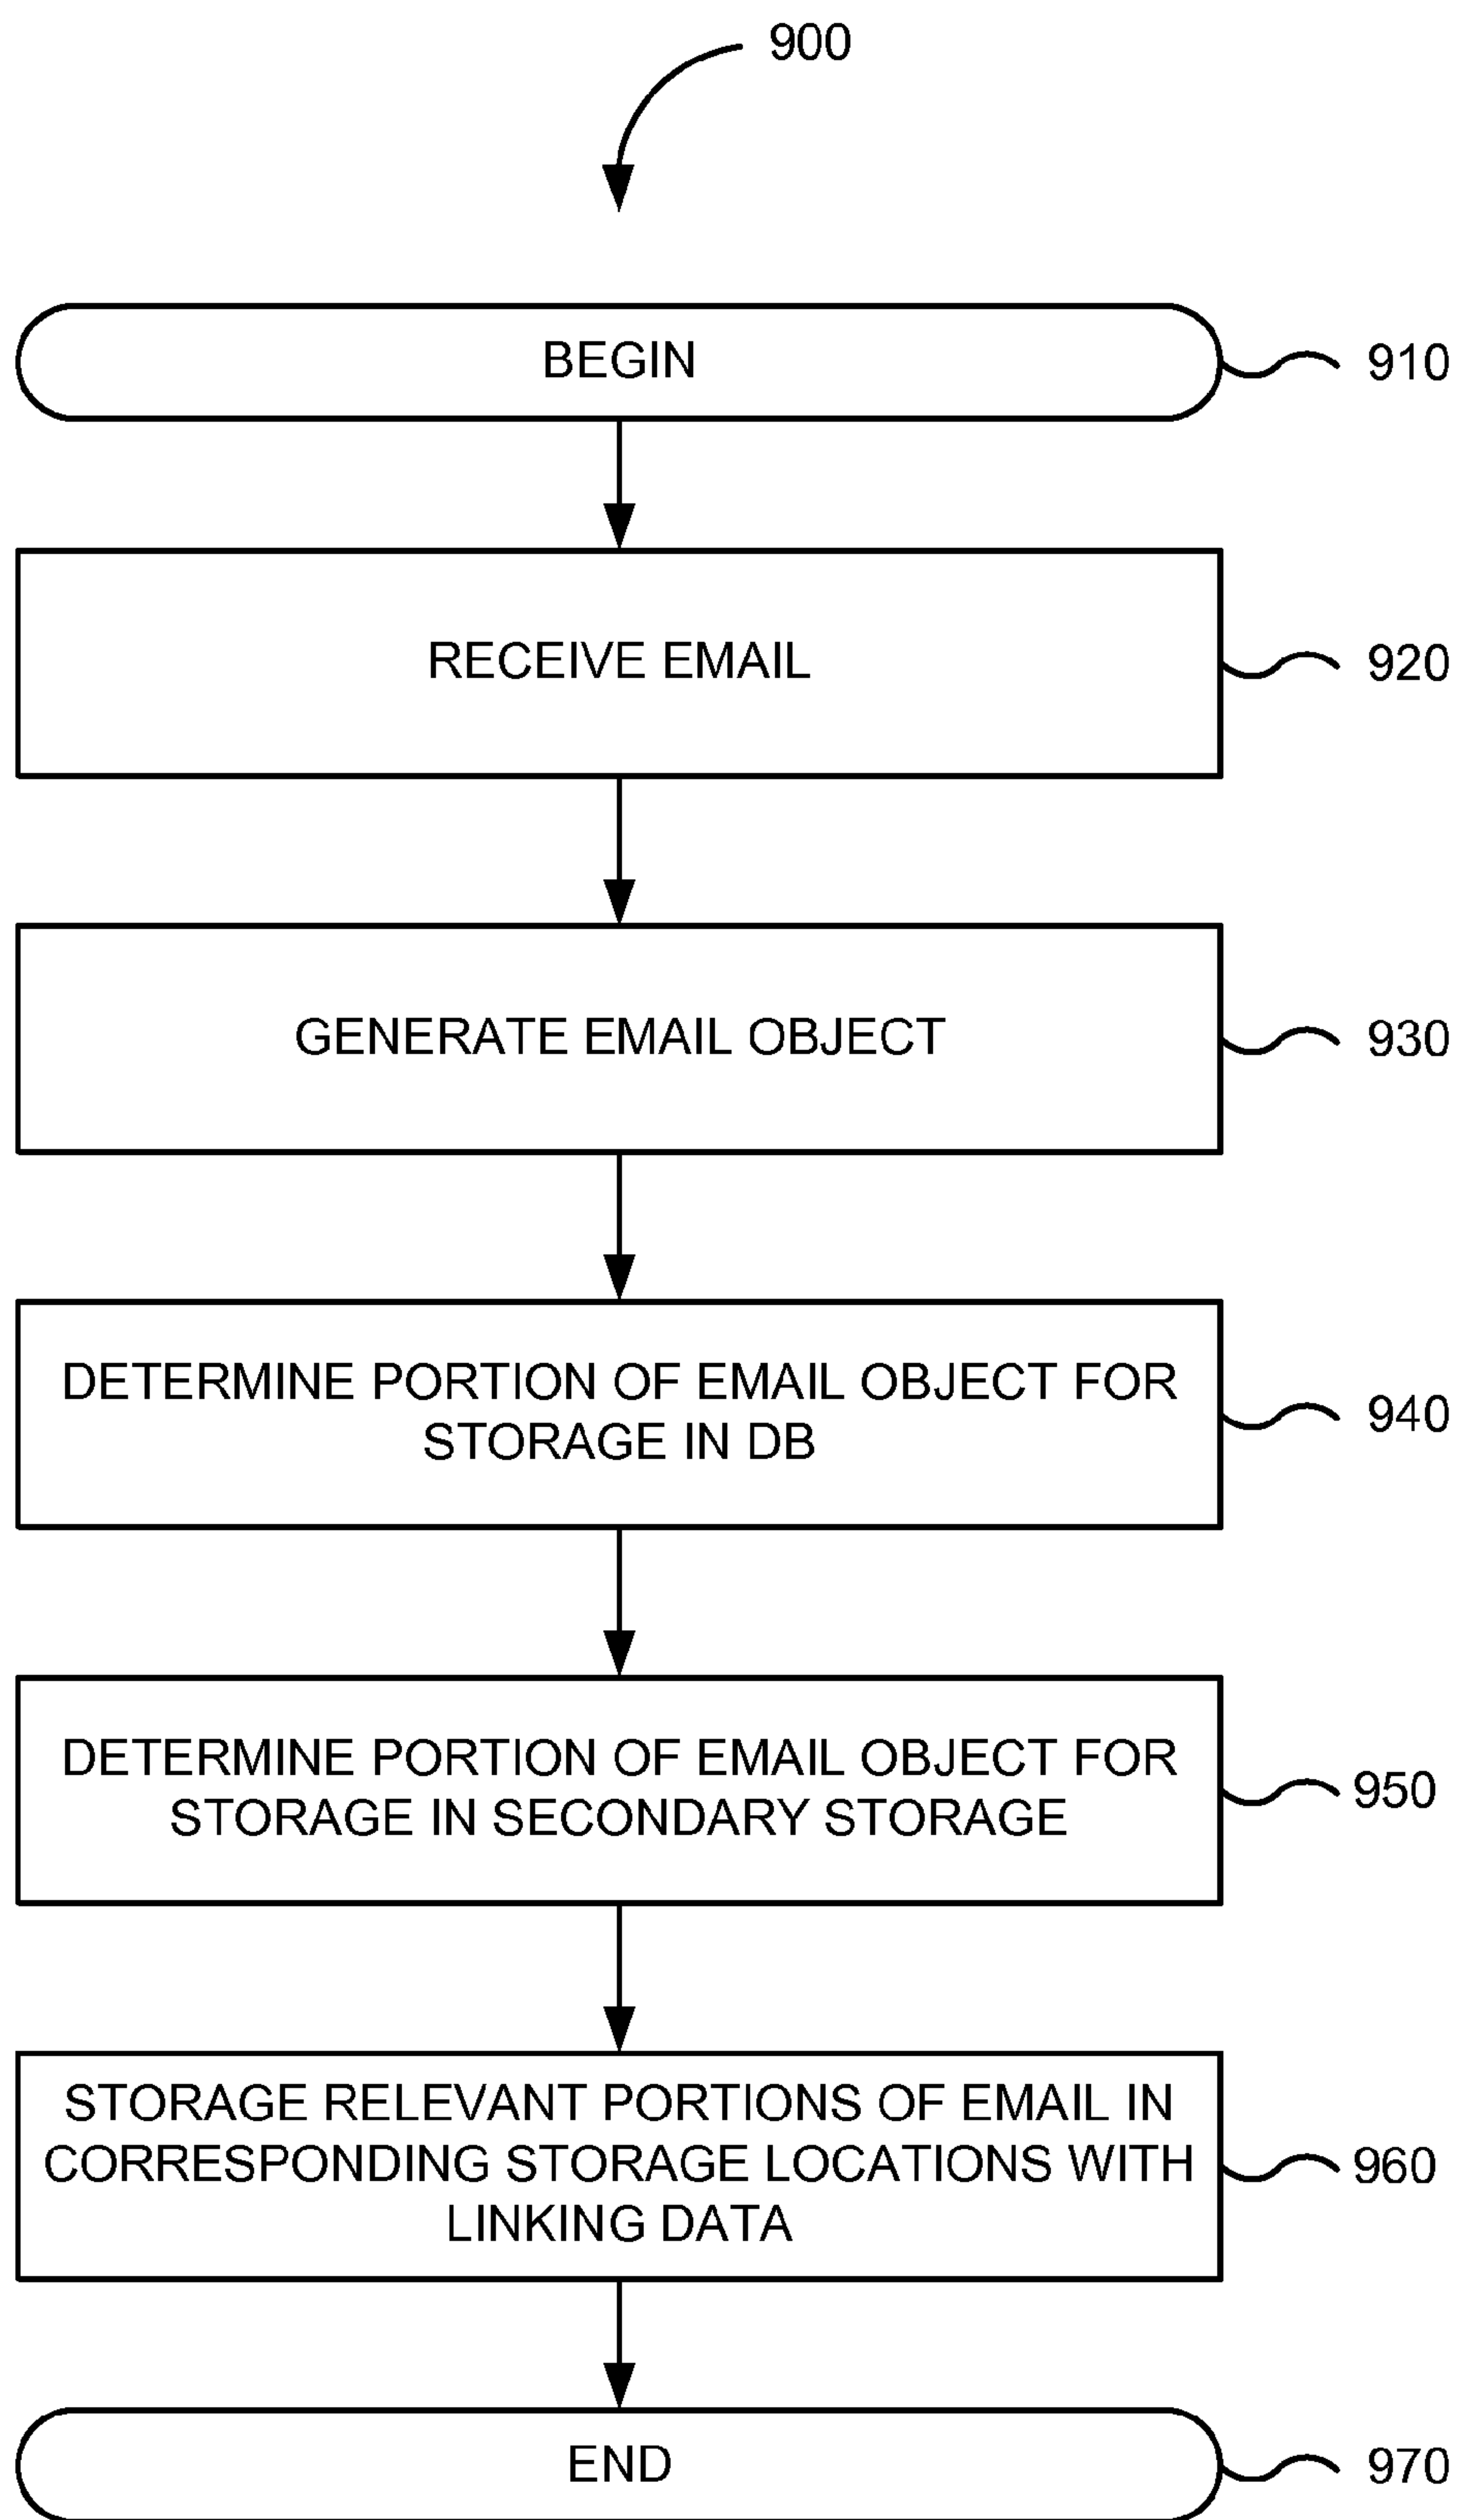 900
BEGIN
910
RECEIVE EMAIL
920
GENERATE EMAIL OBJECT
930
DETERMINE PORTION OF EMAIL OBJECT FOR
STORAGE IN DB
940
DETERMINE PORTION OF EMAIL OBJECT FOR
STORAGE IN SECONDARY STORAGE
950
STORAGE RELEVANT PORTIONS OF EMAIL IN
CORRESPONDING STORAGE LOCATIONS WITH
LINKING DATA
960
END
970